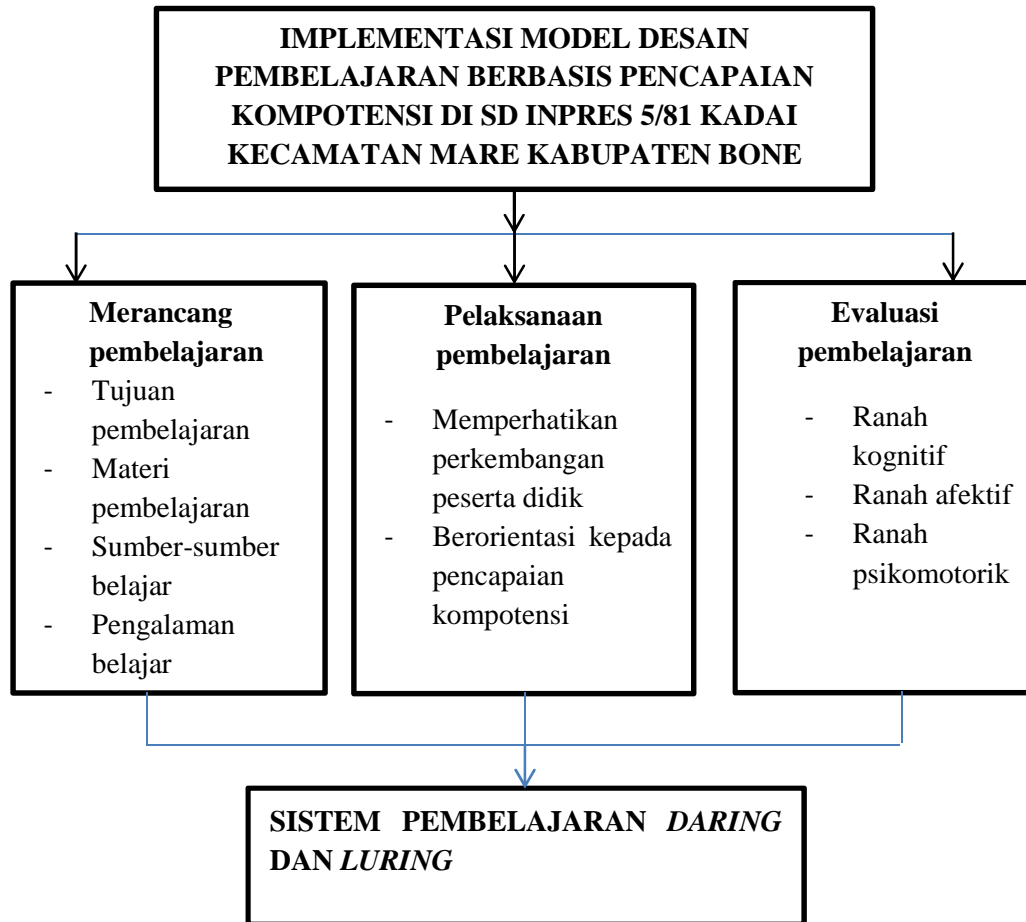 IMPLEMENTASI MODEL DESAIN
PEMBELAJARAN BERBASIS PENCAPAIAN
KOMPOTENSI DI SD INPRES 5/81 KADAI
KECAMATAN MARE KABUPATEN BONE
Merancang
pembelajaran
- Tujuan
pembelajaran
- Materi
pembelajaran
- Sumber-sumber
belajar
- Pengalaman
belajar
Pelaksanaan
pembelajaran
- Memperhatikan
perkembangan
peserta didik
- Berorientasi kepada
pencapaian
kompotensi
Evaluasi
pembelajaran
- Ranah
kognitif
- Ranah afektif
- Ranah
psikomotorik
SISTEM PEMBELAJARAN DARING
DAN LURING